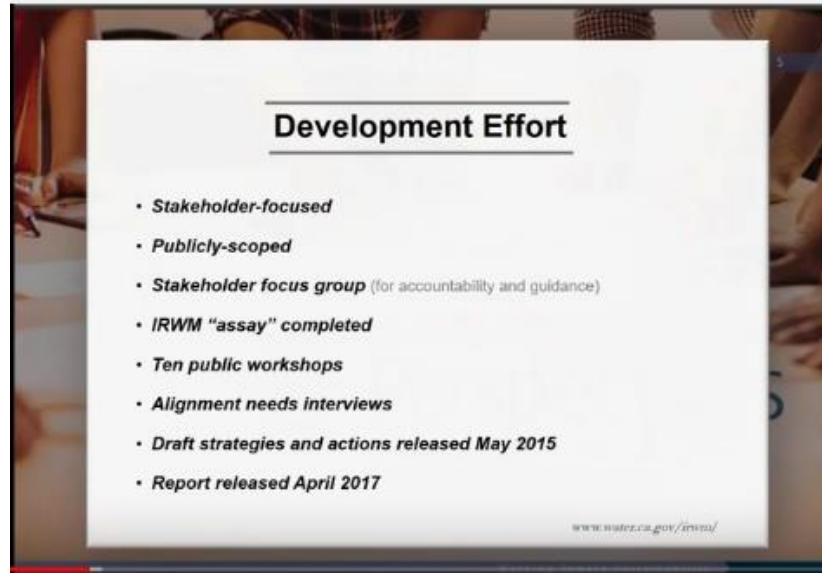 Development Effort
• Stakeholder-focused
• Publicly-scoped
• Stakeholder focus group (for accountability and guidance)
• IRWM “assay” completed
• Ten public workshops
• Alignment needs interviews
• Draft strategies and actions released May 2015
• Report released April 2017
www.water.ca.gov/irwm/
5
S